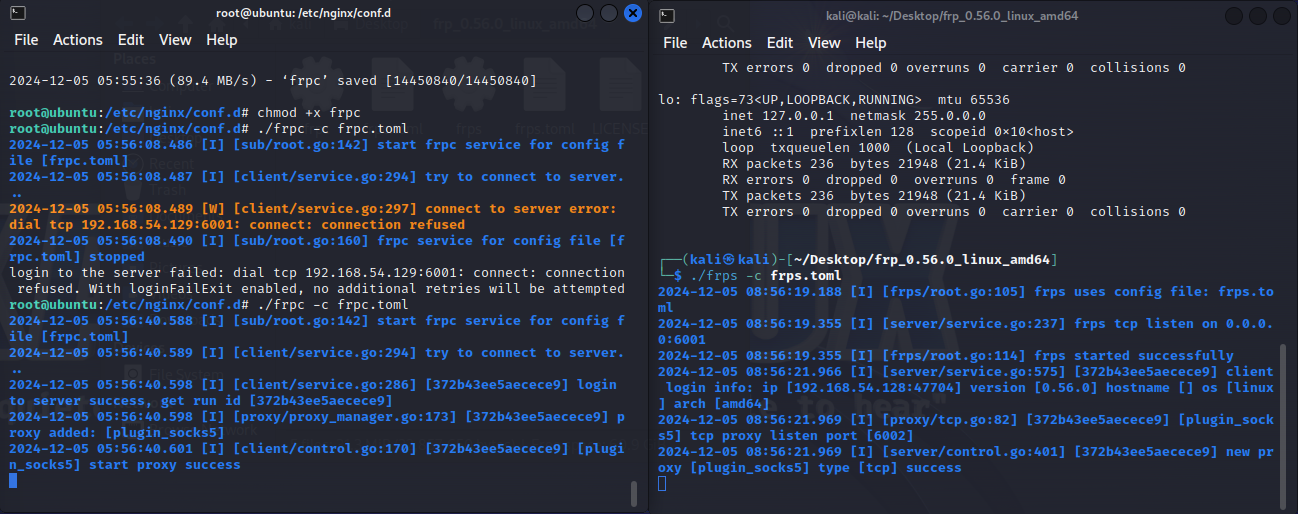 root@ubuntu: /etc/nginx/conf.d
File Actions Edit View Help
2024-12-05 05:55:36 (89.4 MB/s) - ‘frpc’ saved [14450840/14450840]
root@ubuntu:/etc/nginx/conf.d# chmod +x frpc
root@ubuntu:/etc/nginx/conf.d# ./frpc -c frpc.toml
2024-12-05 05:56:08.486 [I] [sub/root.go:142] start frpc service for config f
ile [frpc.toml]
2024-12-05 05:56:08.487 [I] [client/service.go:294] try to connect to server.
..
2024-12-05 05:56:08.489 [W] [client/service.go:297] connect to server error:
dial tcp 192.168.54.129:6001: connect: connection refused
2024-12-05 05:56:08.490 [I] [sub/root.go:160] frpc service for config file [f
rpc.toml] stopped
login to the server failed: dial tcp 192.168.54.129:6001: connect: connection
refused. With loginFailExit enabled, no additional retries will be attempted
root@ubuntu:/etc/nginx/conf.d# ./frpc -c frpc.toml
2024-12-05 05:56:40.588 [I] [sub/root.go:142] start frpc service for config f
ile [frpc.toml]
2024-12-05 05:56:40.589 [I] [client/service.go:294] try to connect to server.
..
2024-12-05 05:56:40.598 [I] [client/service.go:286] [372b43ee5aecece9] login
to server success, get run id [372b43ee5aecece9]
2024-12-05 05:56:40.598 [I] [proxy/proxy_manager.go:173] [372b43ee5aecece9] p
roxy added: [plugin_socks5]
2024-12-05 05:56:40.601 [I] [client/control.go:170] [372b43ee5aecece9] [plugi
n_socks5] start proxy success
kali@kali: ~/Desktop/frp_0.56.0_linux_amd64
File Actions Edit View Help
TX errors 0 dropped 0 overruns 0 carrier 0 collisions 0
lo: flags=73<UP,LOOPBACK,RUNNING> mtu 65536
inet 127.0.0.1 netmask 255.0.0.0
inet6 ::1 prefixlen 128 scopeid 0×10<host>
loop txqueuelen 1000 (Local Loopback)
RX packets 236 bytes 21948 (21.4 KiB)
RX errors 0 dropped 0 overruns 0 frame 0
TX packets 236 bytes 21948 (21.4 KiB)
TX errors 0 dropped 0 overruns 0 carrier 0 collisions 0
┌──(kali㉿kali)-[~/Desktop/frp_0.56.0_linux_amd64]
└─$ ./frps -c frps.toml
2024-12-05 08:56:19.188 [I] [frps/root.go:105] frps uses config file: frps.to
ml
2024-12-05 08:56:19.355 [I] [server/service.go:237] frps tcp listen on 0.0.0.
0:6001
2024-12-05 08:56:19.355 [I] [frps/root.go:114] frps started successfully
2024-12-05 08:56:21.966 [I] [server/service.go:575] [372b43ee5aecece9] client
login info: ip [192.168.54.128:47704] version [0.56.0] hostname [] os [linux
] arch [amd64]
2024-12-05 08:56:21.969 [I] [proxy/tcp.go:82] [372b43ee5aecece9] [plugin_sock
s5] tcp proxy listen port [6002]
2024-12-05 08:56:21.969 [I] [server/control.go:401] [372b43ee5aecece9] new pr
oxy [plugin_socks5] type [tcp] success